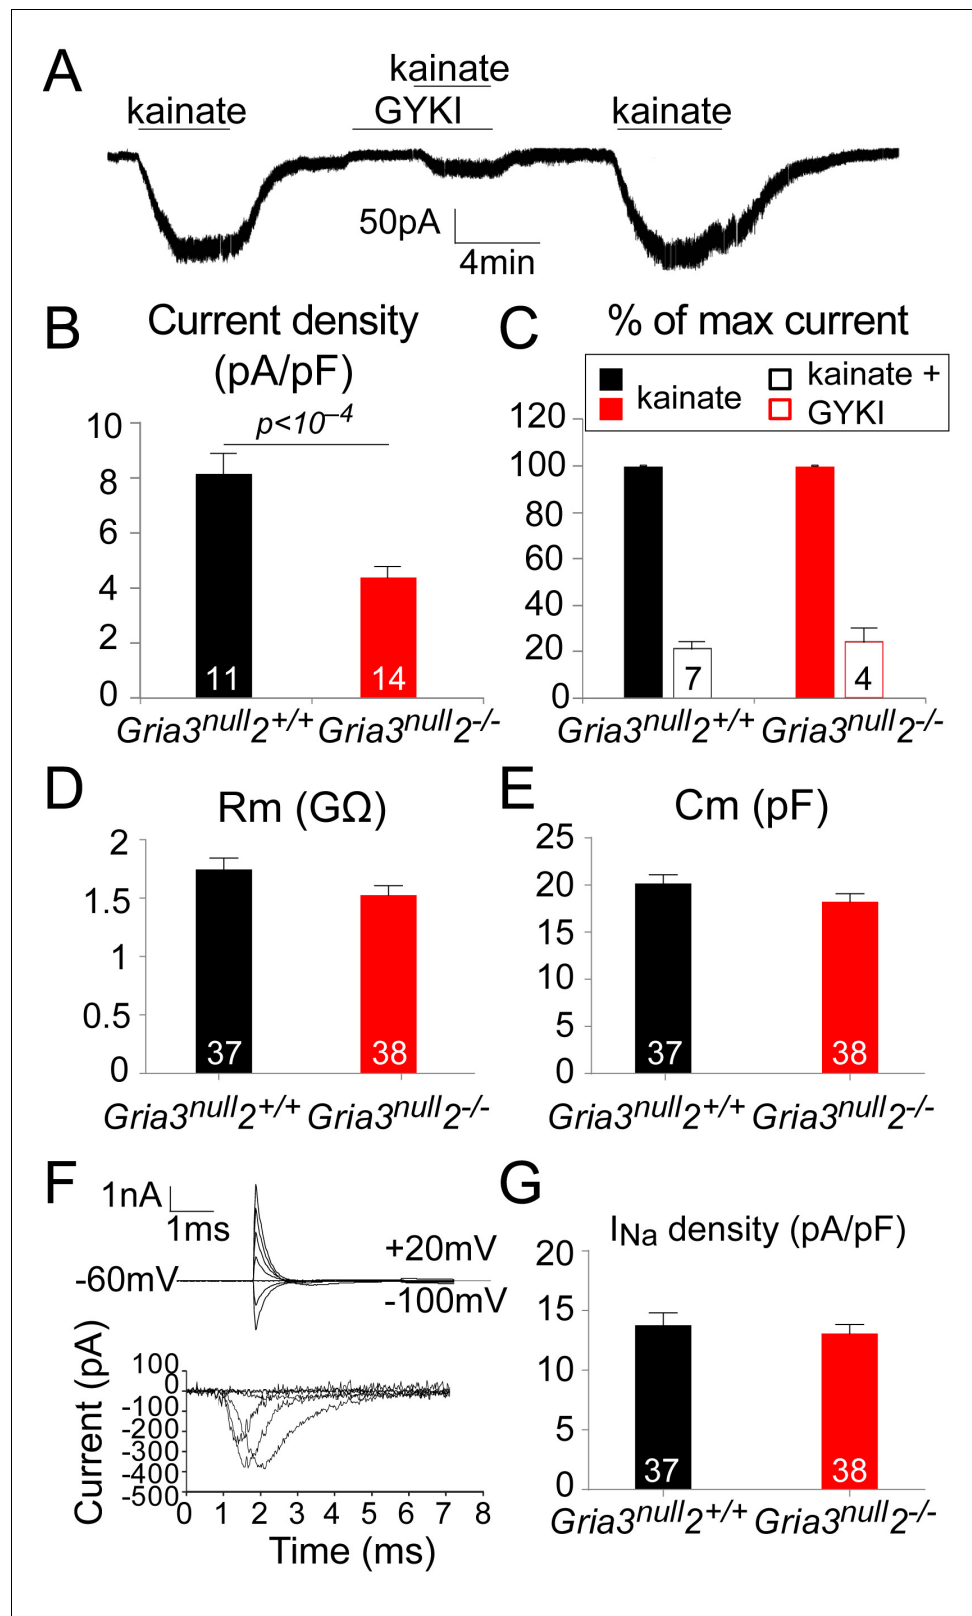 A
kainate
GYKI
kainate
kainate
50pA
4min
B
Current density
(pA/pF)
p<10⁻⁴
10
8
6
4
2
0
11
14
Gria3ⁿᵘˡˡ2⁺/⁺
Gria3ⁿᵘˡˡ2⁻/⁻
C
% of max current
kainate
kainate +
GYKI
120
100
80
60
40
20
0
7
4
Gria3ⁿᵘˡˡ2⁺/⁺
Gria3ⁿᵘˡˡ2⁻/⁻
D
Rm (GΩ)
2
1.5
1
0.5
0
37
38
Gria3ⁿᵘˡˡ2⁺/⁺
Gria3ⁿᵘˡˡ2⁻/⁻
E
Cm (pF)
25
20
15
10
5
0
37
38
Gria3ⁿᵘˡˡ2⁺/⁺
Gria3ⁿᵘˡˡ2⁻/⁻
F
1nA
1ms
+20mV
-60mV
-100mV
Current (pA)
100
0
-100
-200
-300
-400
-500
0 1 2 3 4 5 6 7 8
Time (ms)
G
I_Na density (pA/pF)
20
15
10
5
0
37
38
Gria3ⁿᵘˡˡ2⁺/⁺
Gria3ⁿᵘˡˡ2⁻/⁻